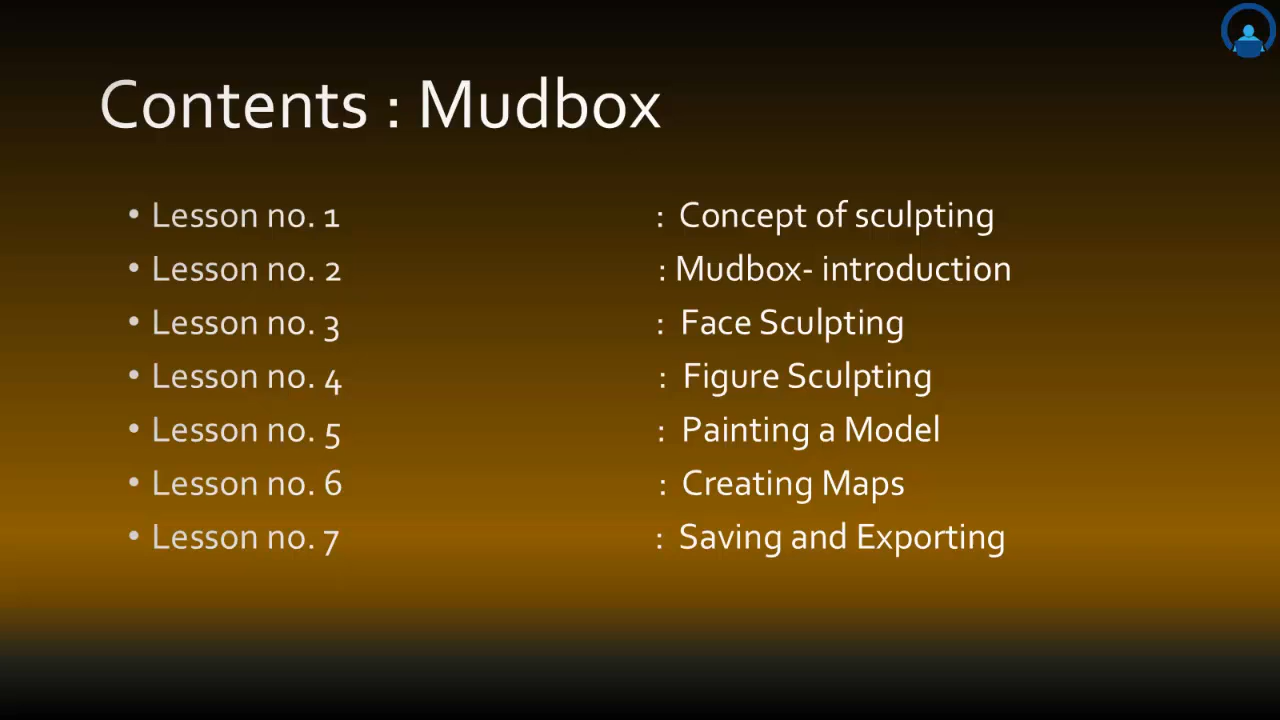 Contents : Mudbox
• Lesson no. 1 : Concept of sculpting
• Lesson no. 2 : Mudbox- introduction
• Lesson no. 3 : Face Sculpting
• Lesson no. 4 : Figure Sculpting
• Lesson no. 5 : Painting a Model
• Lesson no. 6 : Creating Maps
• Lesson no. 7 : Saving and Exporting